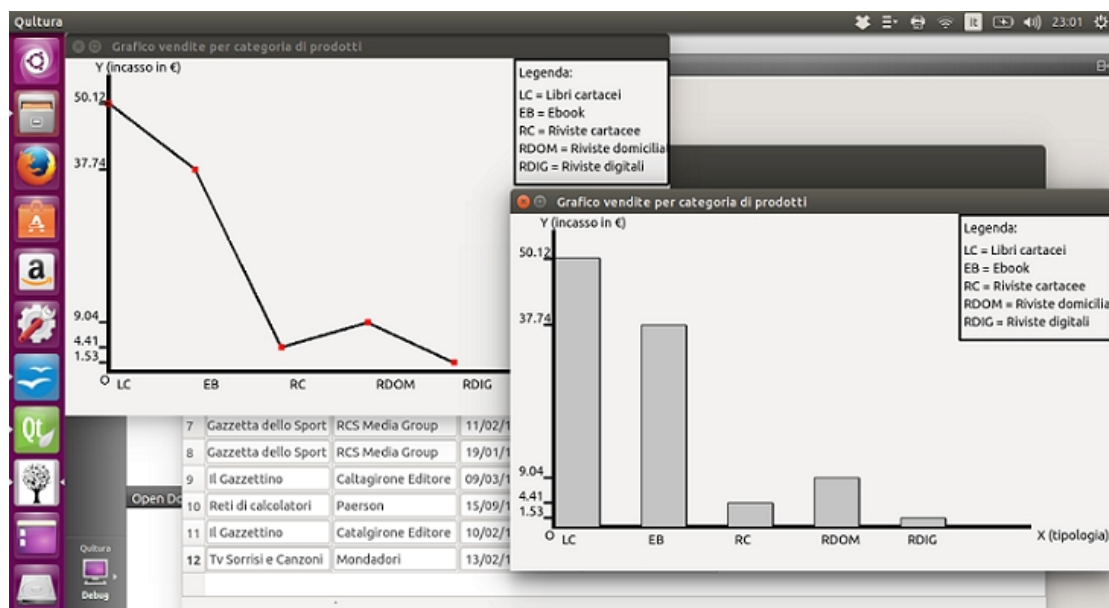 Qultura
It
23:01
Grafico vendite per categoria di prodotti
Y (incasso in €)
50.12
37.74
9.04
4.41
1.53
O
LC
EB
RC
RDOM
RDIG
Legenda:
LC = Libri cartacei
EB = Ebook
RC = Riviste cartacee
RDOM = Riviste domicilia
RDIG = Riviste digitali
Grafico vendite per categoria di prodotti
Y (incasso in €)
50.12
37.74
9.04
4.41
1.53
O
LC
EB
RC
RDOM
RDIG
X (tipologia)
Legenda:
LC = Libri cartacei
EB = Ebook
RC = Riviste cartacee
RDOM = Riviste domicilia
RDIG = Riviste digitali
7 Gazzetta dello Sport RCS Media Group 11/02/1
8 Gazzetta dello Sport RCS Media Group 19/01/1
9 Il Gazzettino Caltagirone Editore 09/03/1
10 Reti di calcolatori Paerson 15/09/1
11 Il Gazzettino Catalgirone Editore 10/02/1
12 Tv Sorrisi e Canzoni Mondadori 13/02/1
Open Do
Qultura
Debug
a
Qt